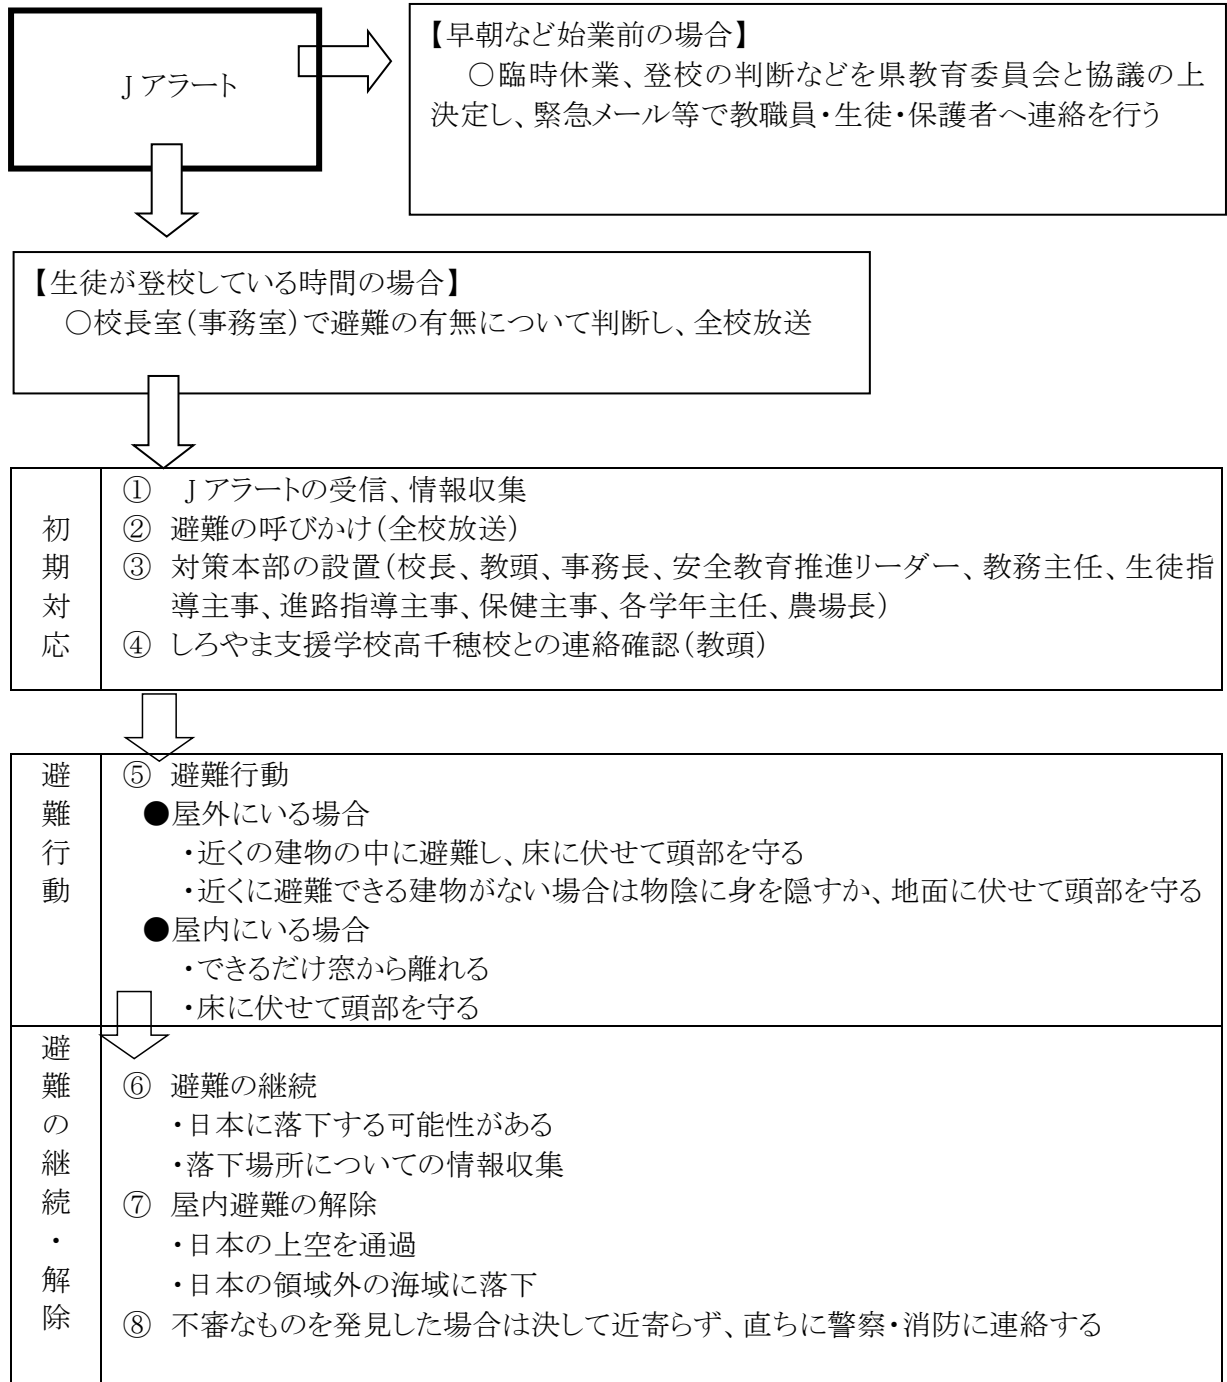 Jアラート
【早朝など始業前の場合】
○臨時休業、登校の判断などを県教育委員会と協議の上
決定し、緊急メール等で教職員・生徒・保護者へ連絡を行う
【生徒が登校している時間の場合】
○校長室(事務室)で避難の有無について判断し、全校放送
初期対応
① Jアラートの受信、情報収集
② 避難の呼びかけ(全校放送)
③ 対策本部の設置(校長、教頭、事務長、安全教育推進リーダー、教務主任、生徒指
導主事、進路指導主事、保健主事、各学年主任、農場長)
④ しろやま支援学校高千穂校との連絡確認(教頭)
避難行動
⑤ 避難行動
●屋外にいる場合
・近くの建物の中に避難し、床に伏せて頭部を守る
・近くに避難できる建物がない場合は物陰に身を隠すか、地面に伏せて頭部を守る
●屋内にいる場合
・できるだけ窓から離れる
・床に伏せて頭部を守る
避難の継続・解除
⑥ 避難の継続
・日本に落下する可能性がある
・落下場所についての情報収集
⑦ 屋内避難の解除
・日本の上空を通過
・日本の領域外の海域に落下
⑧ 不審なものを発見した場合は決して近寄らず、直ちに警察・消防に連絡する